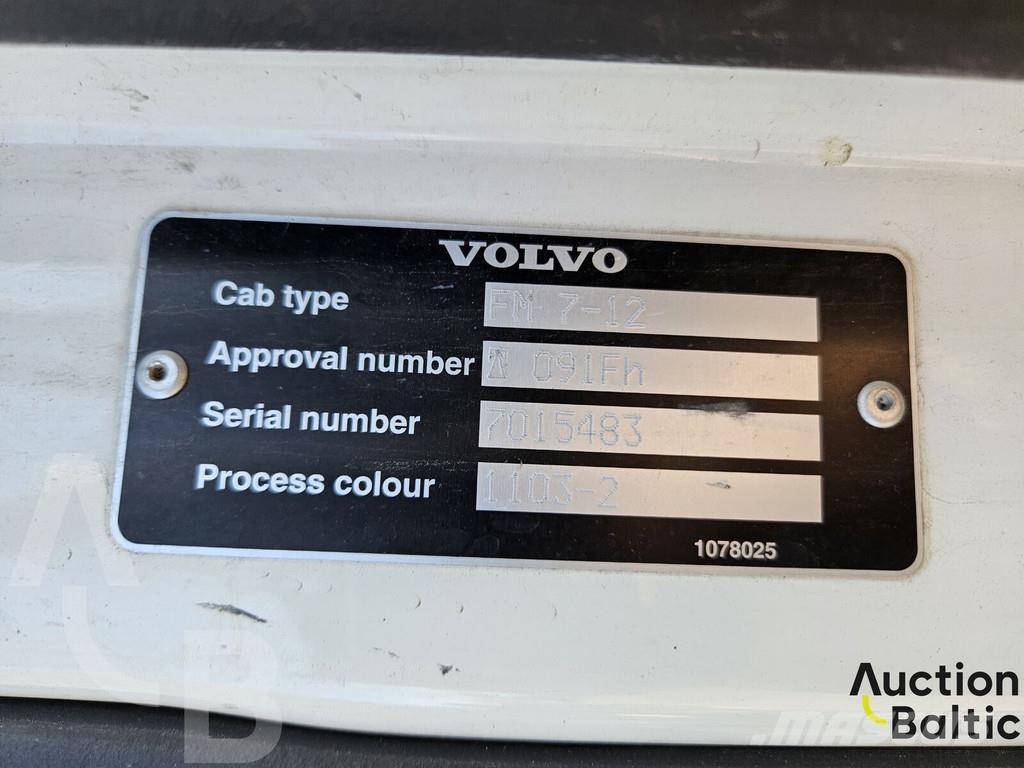 VOLVO
Cab type FM 7-12
Approval number 091Fh
Serial number 7015483
Process colour 1103-2
1078025
Auction
Baltic